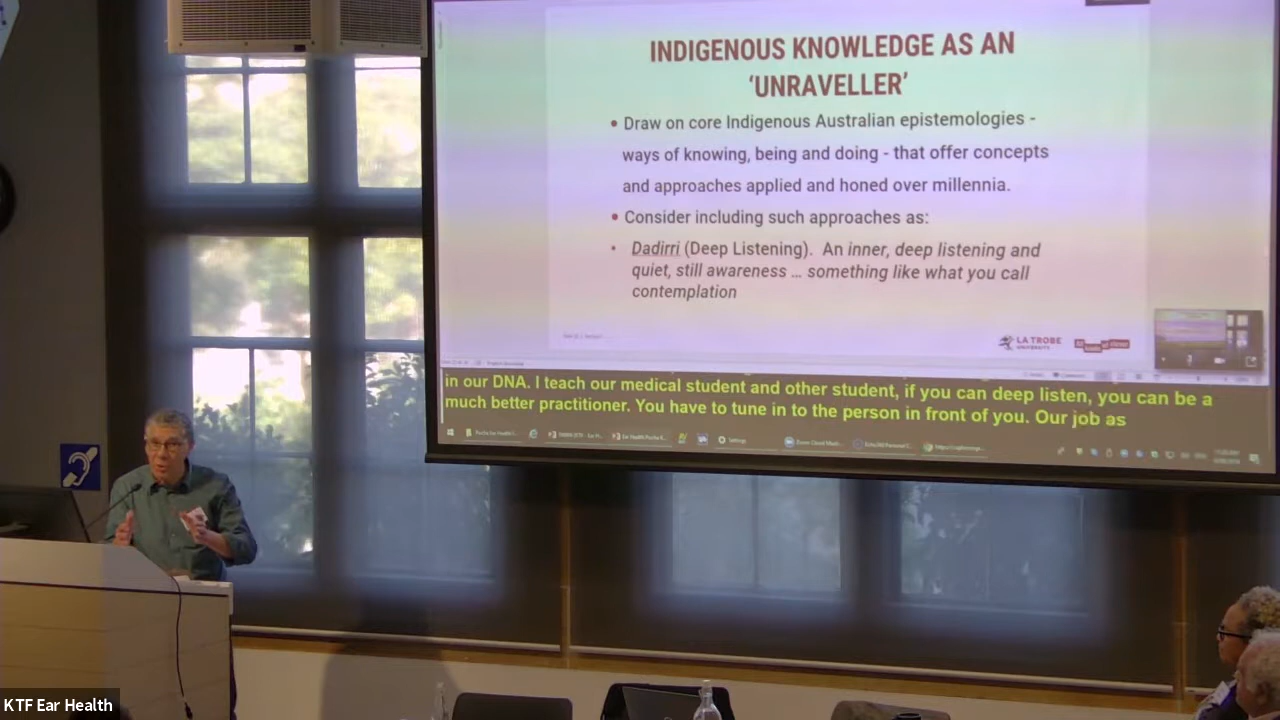 INDIGENOUS KNOWLEDGE AS AN
‘UNRAVELLER’
• Draw on core Indigenous Australian epistemologies -
ways of knowing, being and doing - that offer concepts
and approaches applied and honed over millennia.
• Consider including such approaches as:
• Dadirri (Deep Listening). An inner, deep listening and
quiet, still awareness ... something like what you call
contemplation
LA TROBE
UNIVERSITY
in our DNA. I teach our medical student and other student, if you can deep listen, you can be a
much better practitioner. You have to tune in to the person in front of you. Our job as
Settings
KTF Ear Health